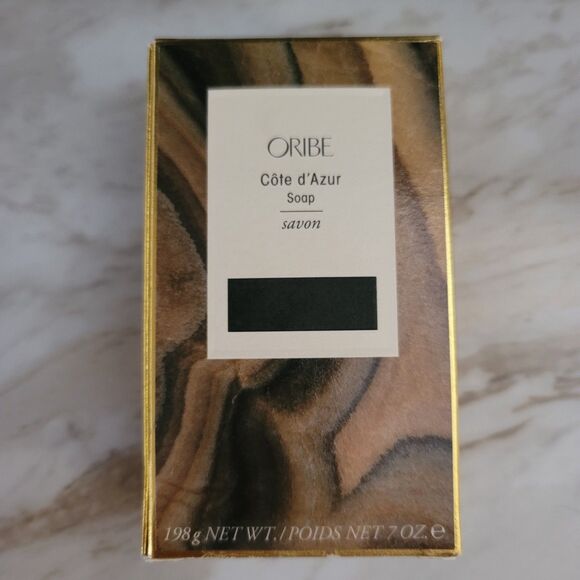 ORIBE
Côte d'Azur
Soap
savon
198g NET WT./POIDS NET 7 OZ. ℮